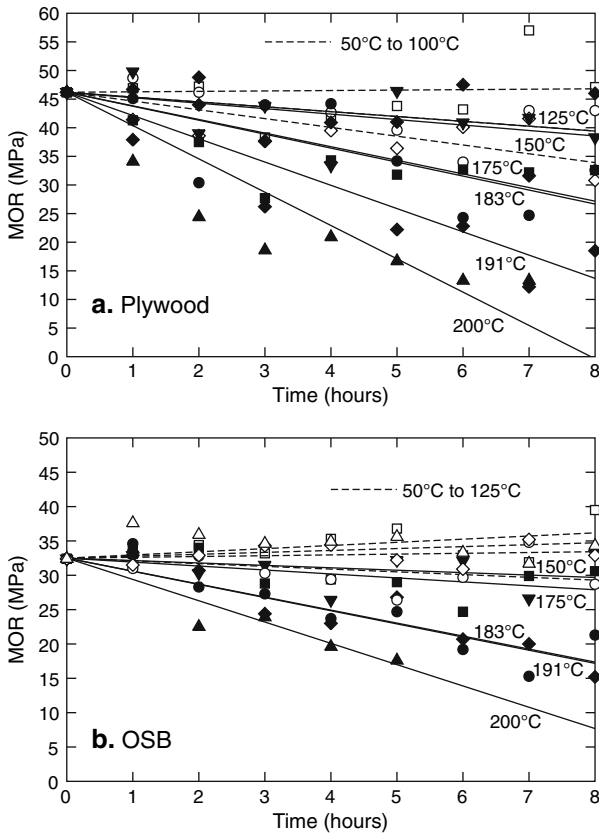 60
55
50
45
40
35
30
25
20
15
10
5
0
MOR (MPa)
50°C to 100°C
125°C
150°C
175°C
183°C
191°C
200°C
a. Plywood
0 1 2 3 4 5 6 7 8
Time (hours)
50
45
40
35
30
25
20
15
10
5
0
MOR (MPa)
50°C to 125°C
150°C
175°C
183°C
191°C
200°C
b. OSB
0 1 2 3 4 5 6 7 8
Time (hours)